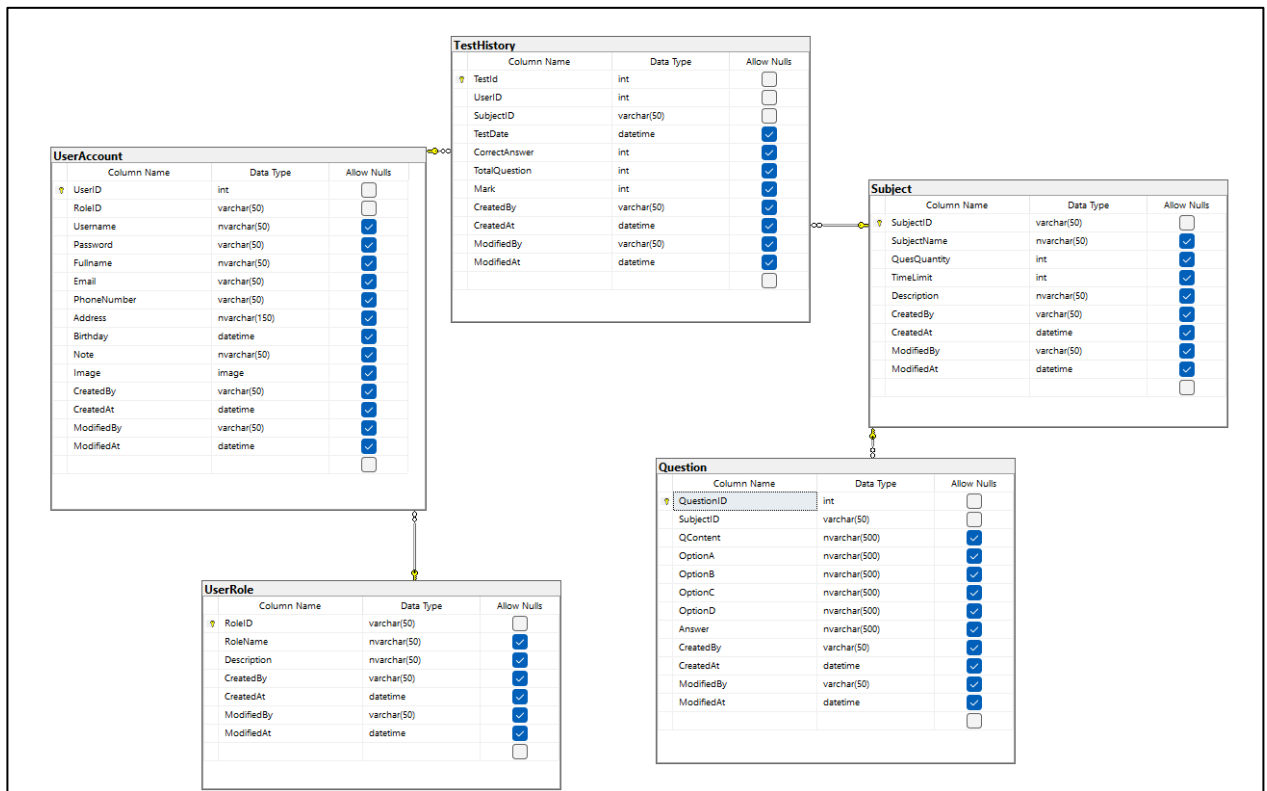 TestHistory
Column Name Data Type Allow Nulls
TestId int
UserID int
SubjectID varchar(50)
TestDate datetime
CorrectAnswer int
TotalQuestion int
Mark int
CreatedBy varchar(50)
CreatedAt datetime
ModifiedBy varchar(50)
ModifiedAt datetime
UserAccount
Column Name Data Type Allow Nulls
UserID int
RoleID varchar(50)
Username nvarchar(50)
Password varchar(50)
Fullname nvarchar(50)
Email varchar(50)
PhoneNumber varchar(50)
Address nvarchar(150)
Birthday datetime
Note nvarchar(50)
Image image
CreatedBy varchar(50)
CreatedAt datetime
ModifiedBy varchar(50)
ModifiedAt datetime
Subject
Column Name Data Type Allow Nulls
SubjectID varchar(50)
SubjectName nvarchar(50)
QuesQuantity int
TimeLimit int
Description nvarchar(50)
CreatedBy varchar(50)
CreatedAt datetime
ModifiedBy varchar(50)
ModifiedAt datetime
Question
Column Name Data Type Allow Nulls
QuestionID int
SubjectID varchar(50)
QContent nvarchar(500)
OptionA nvarchar(500)
OptionB nvarchar(500)
OptionC nvarchar(500)
OptionD nvarchar(500)
Answer nvarchar(500)
CreatedBy varchar(50)
CreatedAt datetime
ModifiedBy varchar(50)
ModifiedAt datetime
UserRole
Column Name Data Type Allow Nulls
RoleID varchar(50)
RoleName nvarchar(50)
Description nvarchar(50)
CreatedBy varchar(50)
CreatedAt datetime
ModifiedBy varchar(50)
ModifiedAt datetime